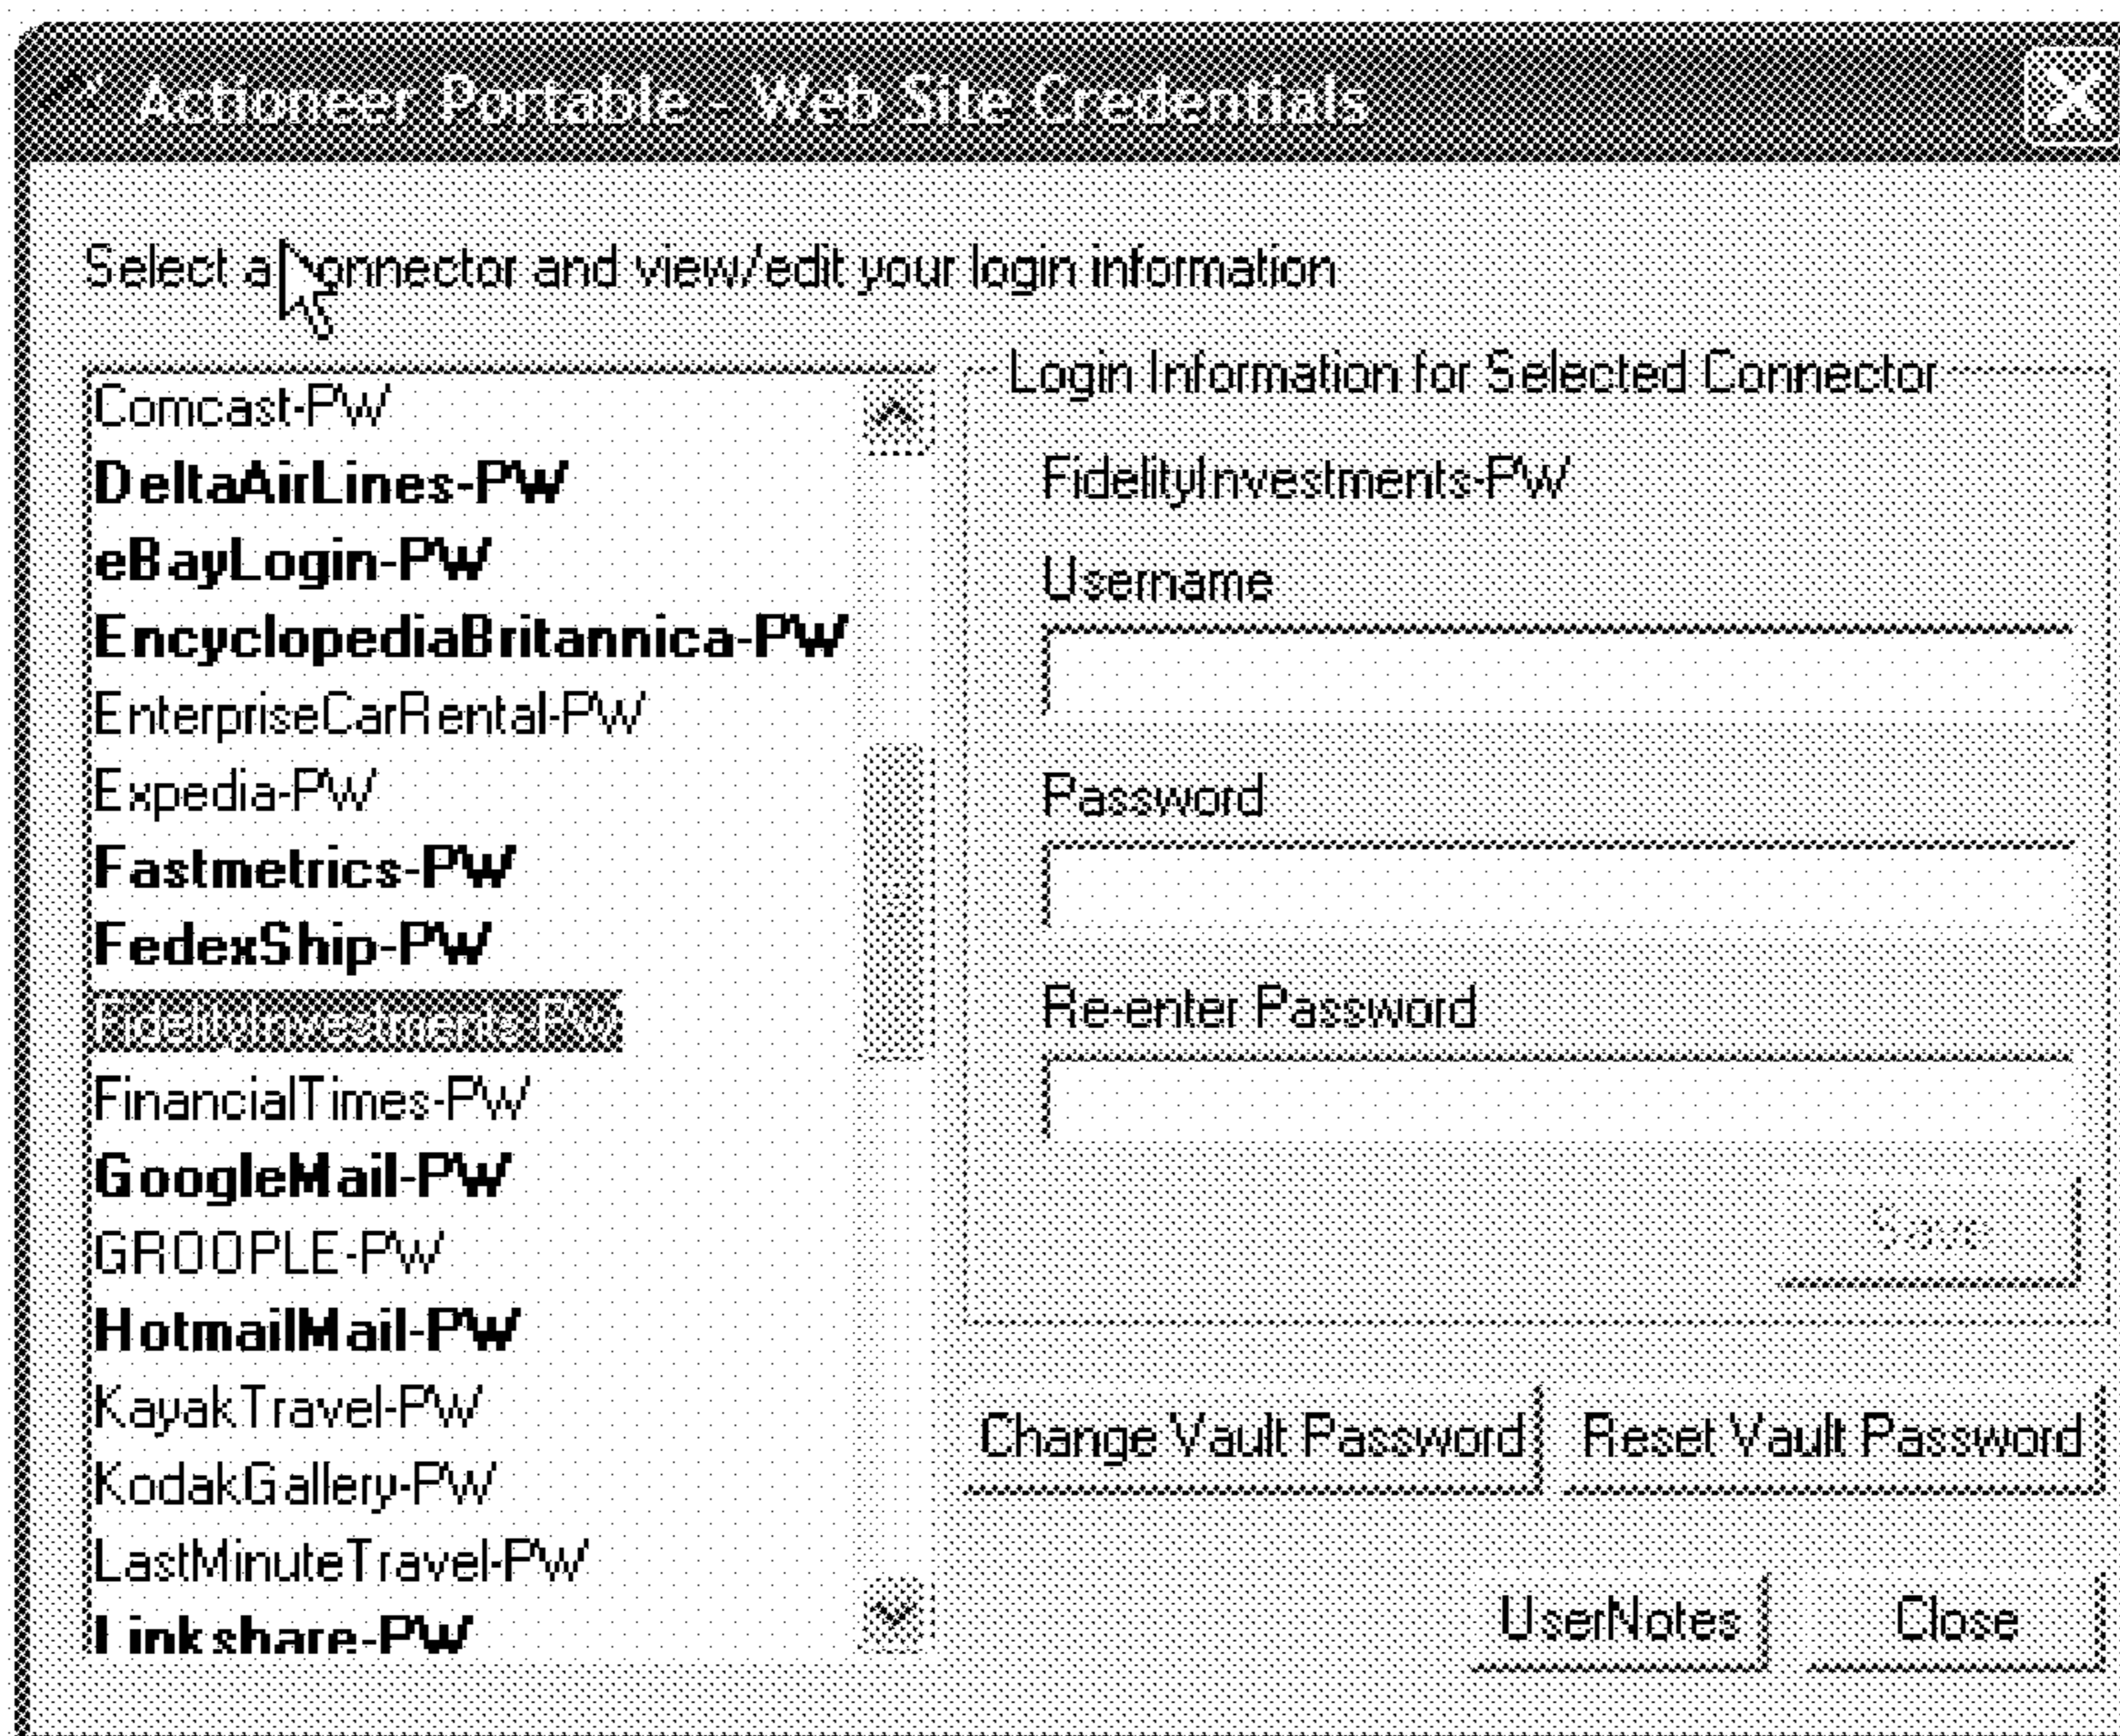 Actioneer Portable - Web Site Credentials
Select a connector and view/edit your login information
Comcast-PW
DeltaAirLines-PW
eBayLogin-PW
EncyclopediaBritannica-PW
EnterpriseCarRental-PW
Expedia-PW
Fastmetrics-PW
FedexShip-PW
FidelityInvestments-PW
FinancialTimes-PW
GoogleMail-PW
GROOPLE-PW
HotmailMail-PW
KayakTravel-PW
KodakGallery-PW
LastMinuteTravel-PW
Linkshare-PW
Login Information for Selected Connector
FidelityInvestments-PW
Username
Password
Re-enter Password
Save
Change Vault Password
Reset Vault Password
UserNotes
Close